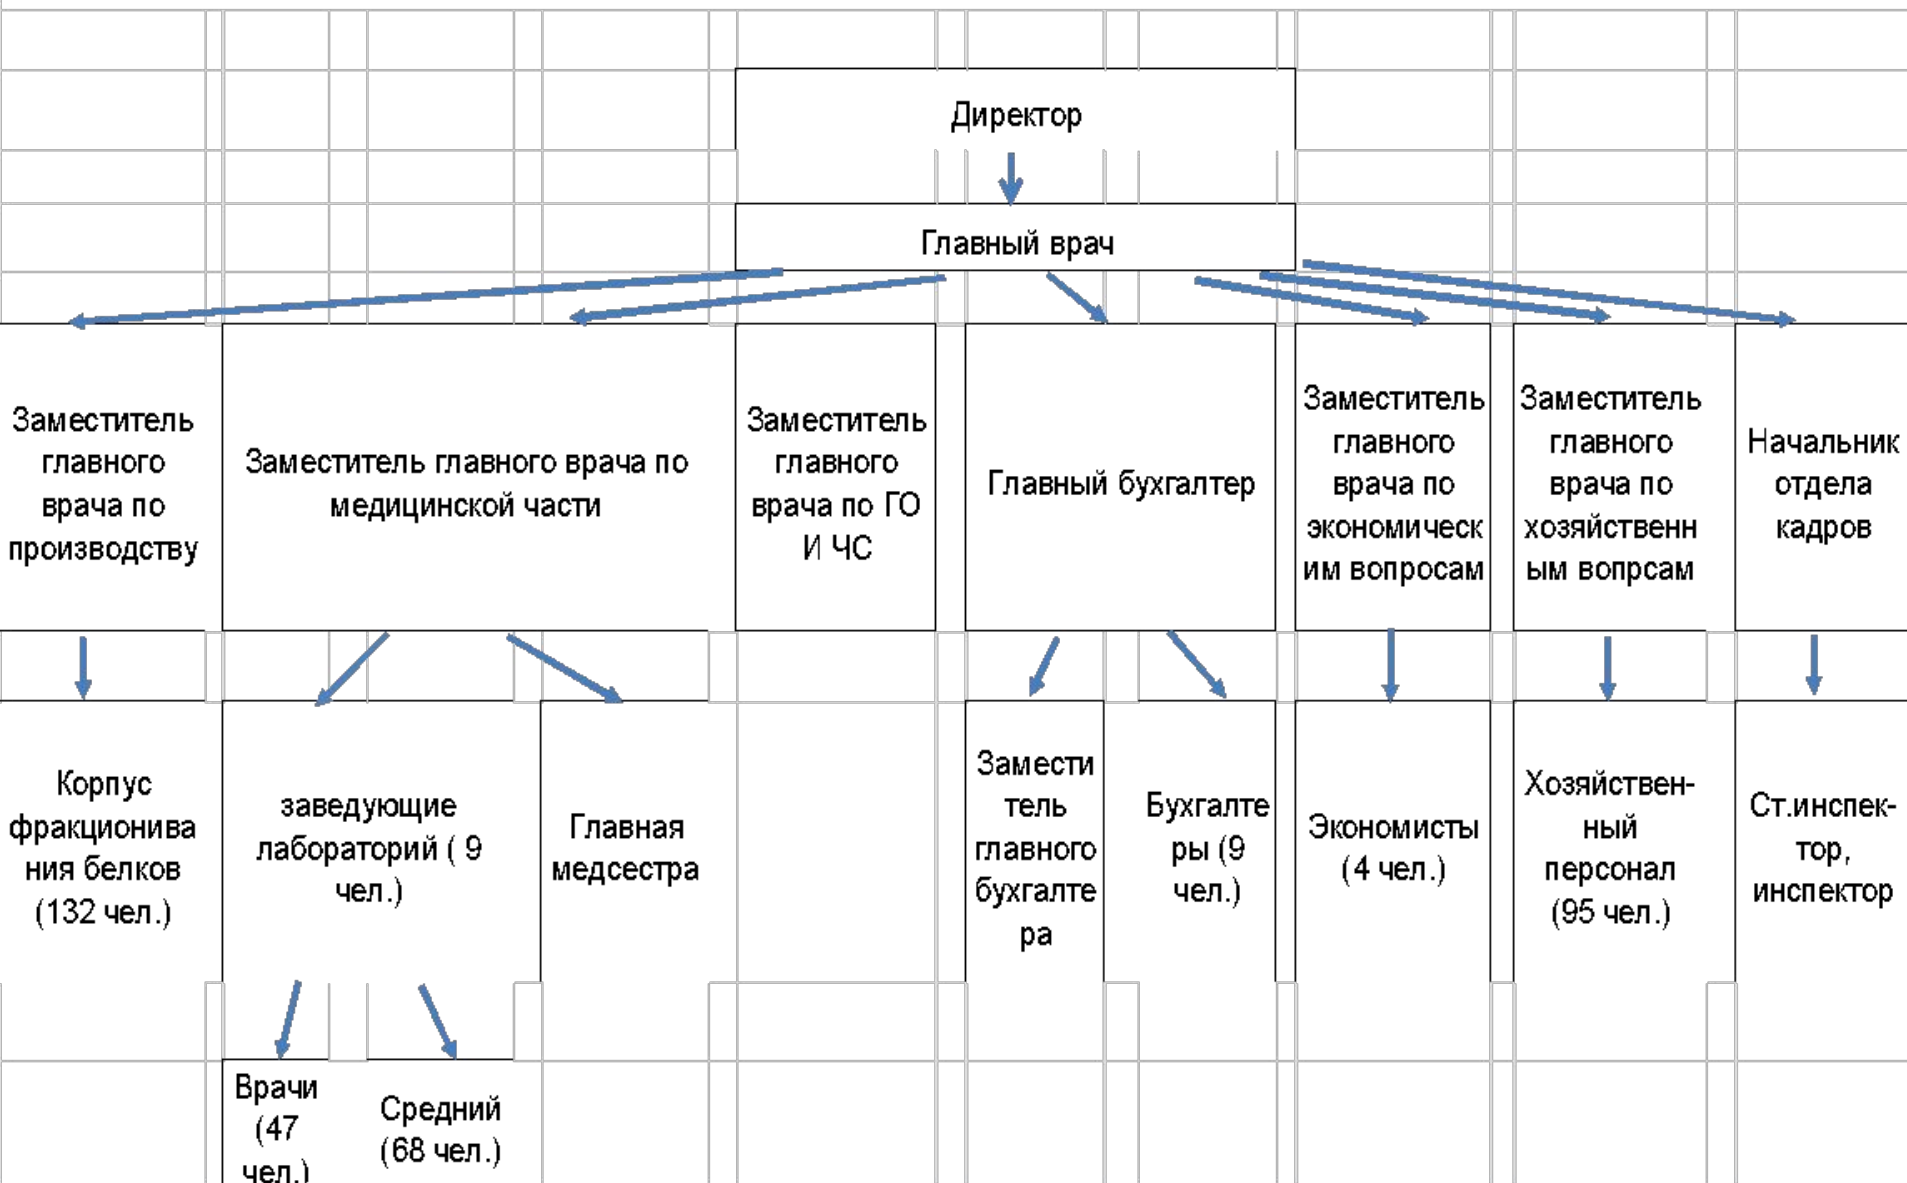 Директор
Главный врач
Заместитель
главного
врача по
производству
Заместитель главного врача по
медицинской части
Заместитель
главного
врача по ГО
И ЧС
Главный бухгалтер
Заместитель
главного
врача по
экономическ
им вопросам
Заместитель
главного
врача по
хозяйственн
ым вопрсам
Начальник
отдела
кадров
Корпус
фракционива
ния белков
(132 чел.)
заведующие
лабораторий ( 9
чел.)
Главная
медсестра
Замести
тель
главного
бухгалте
ра
Бухгалте
ры (9
чел.)
Экономисты
(4 чел.)
Хозяйствен-
ный
персонал
(95 чел.)
Ст.инспек-
тор,
инспектор
Врачи
(47
чел.)
Средний
(68 чел.)